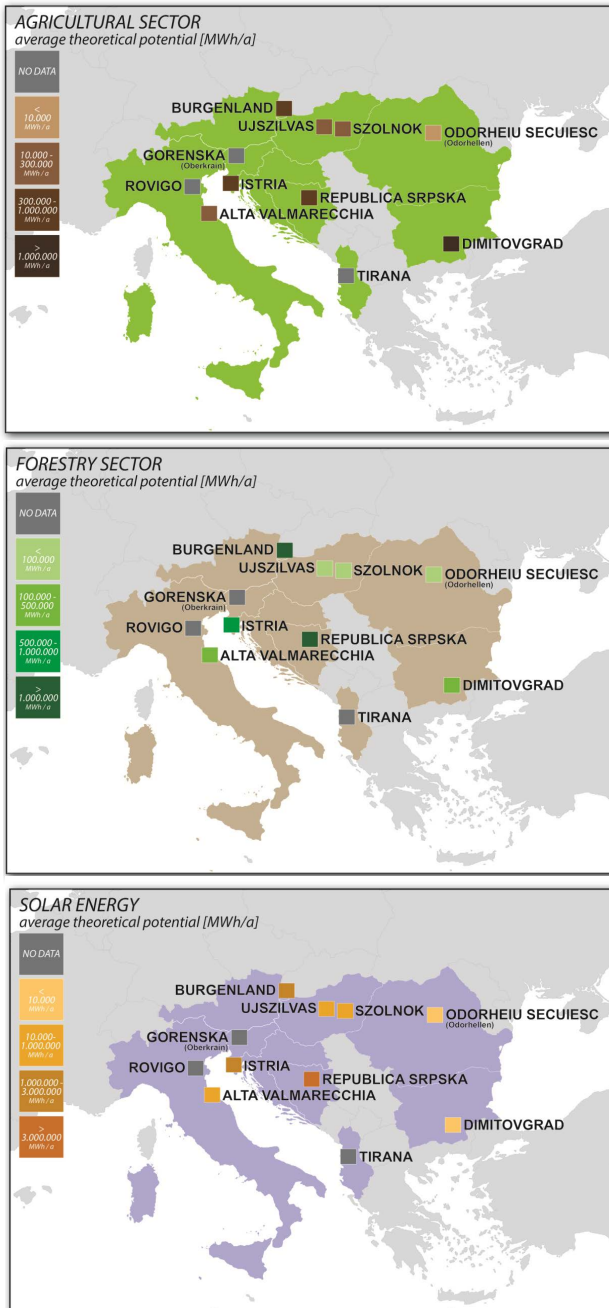 AGRICULTURAL SECTOR
average theoretical potential [MWh/a]
NO DATA
<
10.000
MWh / a
10.000 -
300.000
MWh / a
300.000 -
1.000.000
MWh / a
>
1.000.000
MWh / a
BURGENLAND
UJSZILVAS
SZOLNOK
ODORHEIU SECUIESC
(Odorhellen)
GORENSKA
(Oberkrain)
ROVIGO
ISTRIA
REPUBLICA SRPSKA
ALTA VALMARECCHIA
DIMITOVGRAD
TIRANA
FORESTRY SECTOR
average theoretical potential [MWh/a]
NO DATA
<
100.000
MWh / a
100.000 -
500.000
MWh / a
500.000 -
1.000.000
MWh / a
>
1.000.000
MWh / a
BURGENLAND
UJSZILVAS
SZOLNOK
ODORHEIU SECUIESC
(Odorhellen)
GORENSKA
(Oberkrain)
ROVIGO
ISTRIA
REPUBLICA SRPSKA
ALTA VALMARECCHIA
DIMITOVGRAD
TIRANA
SOLAR ENERGY
average theoretical potential [MWh/a]
NO DATA
<
10.000
MWh / a
10.000-
1.000.000
MWh / a
1.000.000 -
3.000.000
MWh / a
>
3.000.000
MWh / a
BURGENLAND
UJSZILVAS
SZOLNOK
ODORHEIU SECUIESC
(Odorhellen)
GORENSKA
(Oberkrain)
ROVIGO
ISTRIA
REPUBLICA SRPSKA
ALTA VALMARECCHIA
DIMITOVGRAD
TIRANA